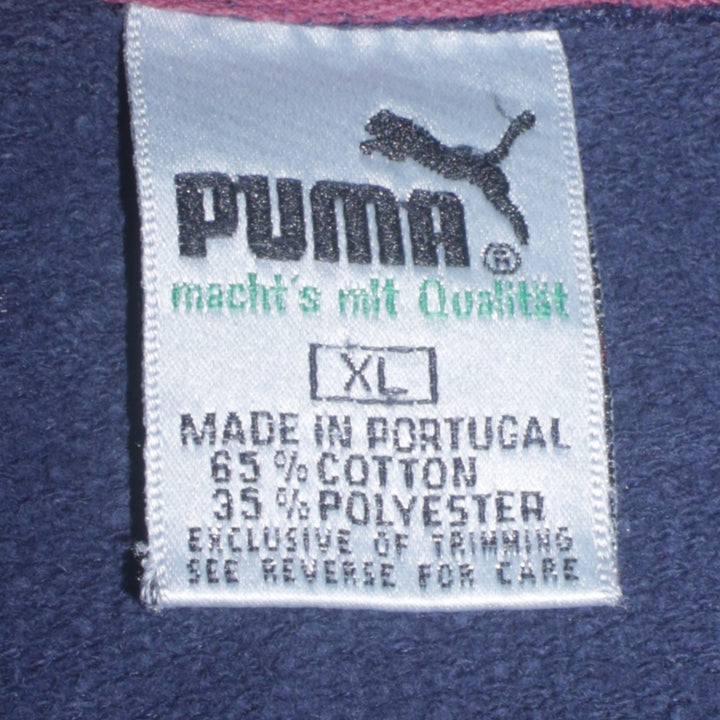 PUMA ®
macht's mit Qualität
XL
MADE IN PORTUGAL
65 % COTTON
35 % POLYESTER
EXCLUSIVE OF TRIMMING
SEE REVERSE FOR CARE